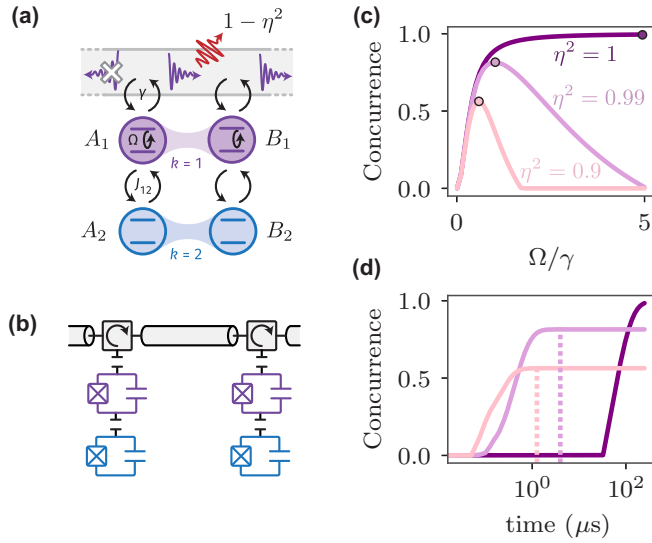 (a)
1 − η²
γ
A₁
Ω
B₁
k = 1
J₁₂
A₂
B₂
k = 2
(b)
(c)
Concurrence
1.0
0.5
0.0
η² = 1
η² = 0.99
η² = 0.9
0
5
Ω/γ
(d)
Concurrence
1.0
0.5
0.0
10⁰
10²
time (μs)